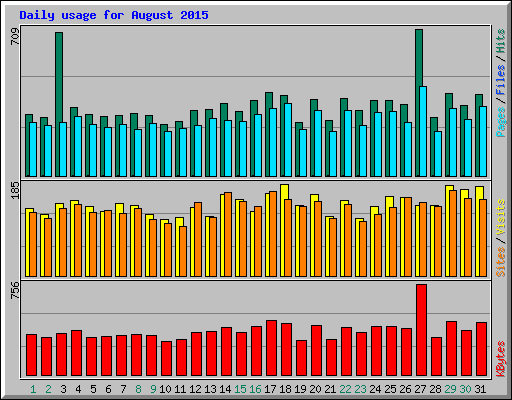 Daily usage for August 2015
709
Pages / Files / Hits
185
Sites / Visits
756
KBytes
1 2 3 4 5 6 7 8 9 10 11 12 13 14 15 16 17 18 19 20 21 22 23 24 25 26 27 28 29 30 31